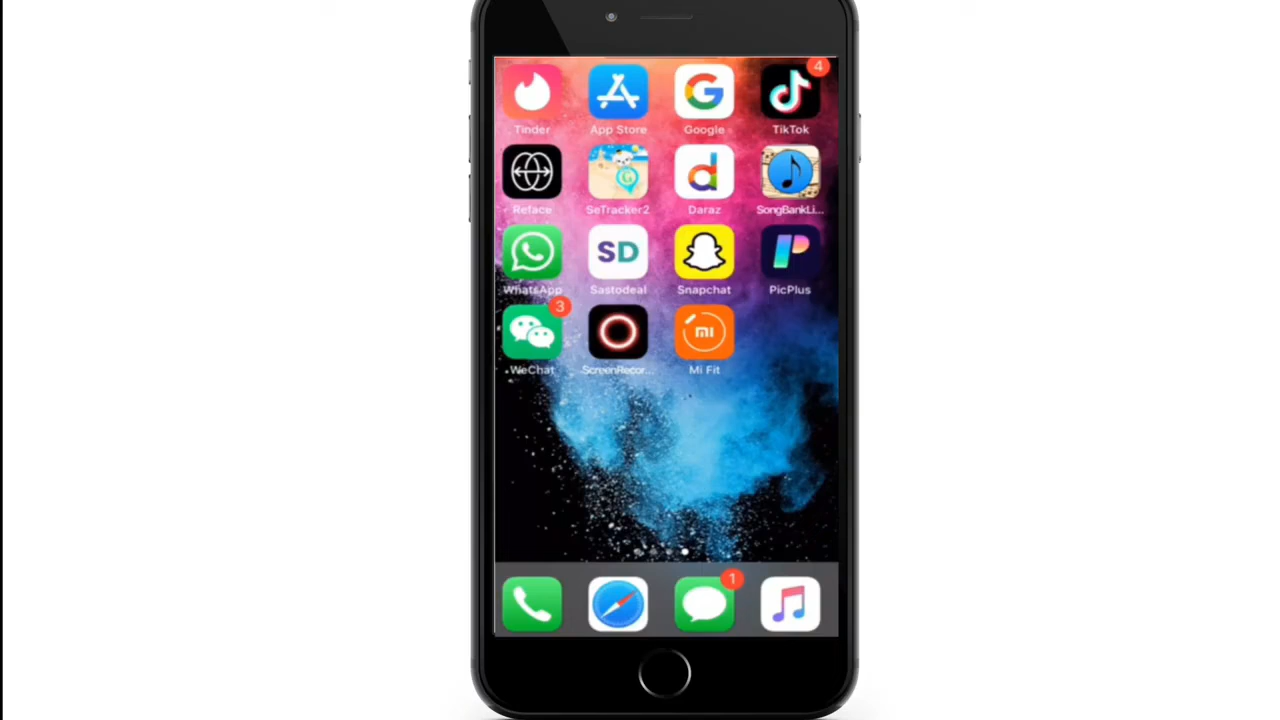 4
Tinder
App Store
Google
TikTok
Reface
SeTracker2
Daraz
SongBankLi...
SD
WhatsApp
Sastodeal
Snapchat
PicPlus
3
mi
WeChat
ScreenRecor...
Mi Fit
1